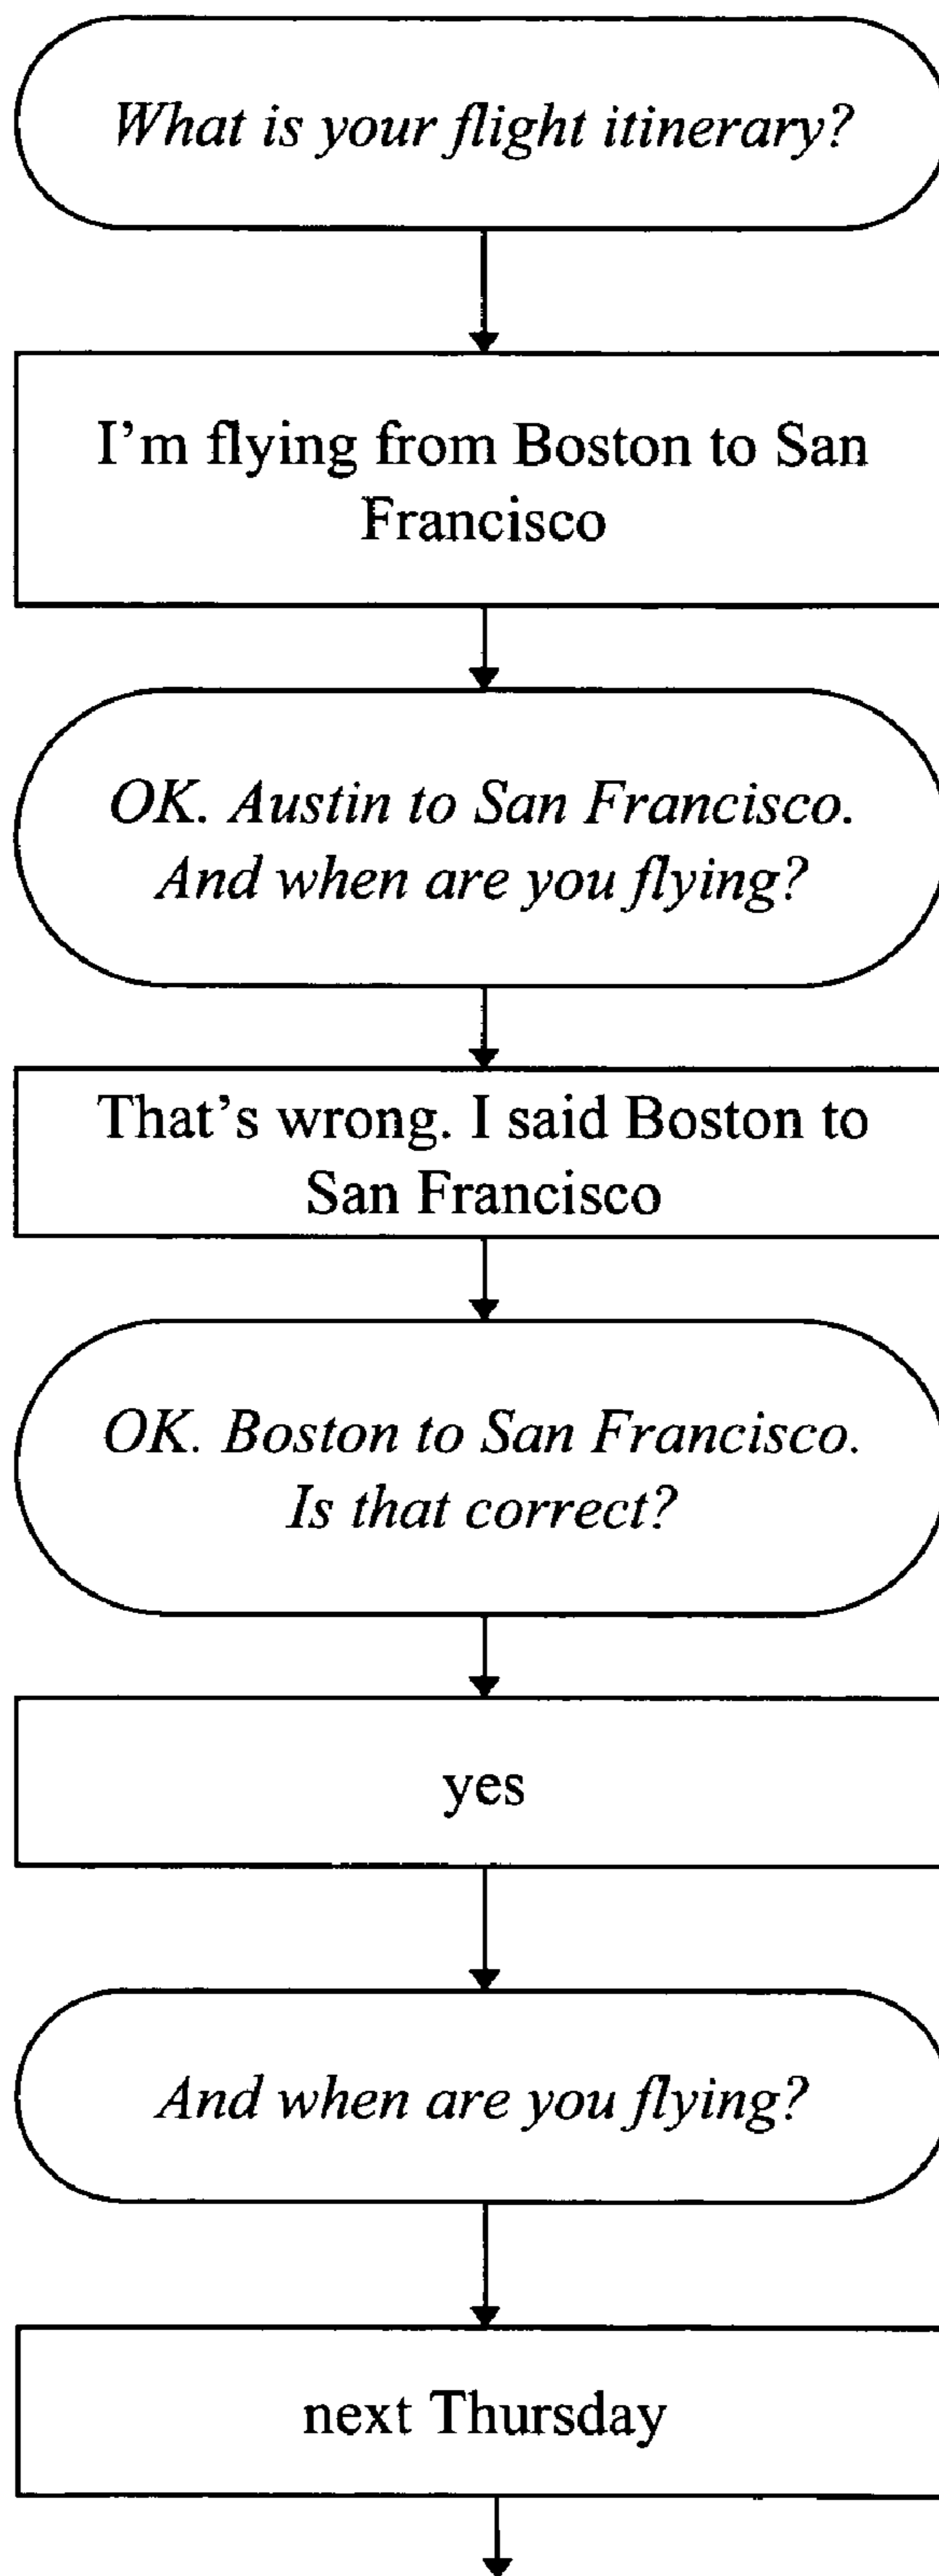 What is your flight itinerary?
I'm flying from Boston to San
Francisco
OK. Austin to San Francisco.
And when are you flying?
That's wrong. I said Boston to
San Francisco
OK. Boston to San Francisco.
Is that correct?
yes
And when are you flying?
next Thursday